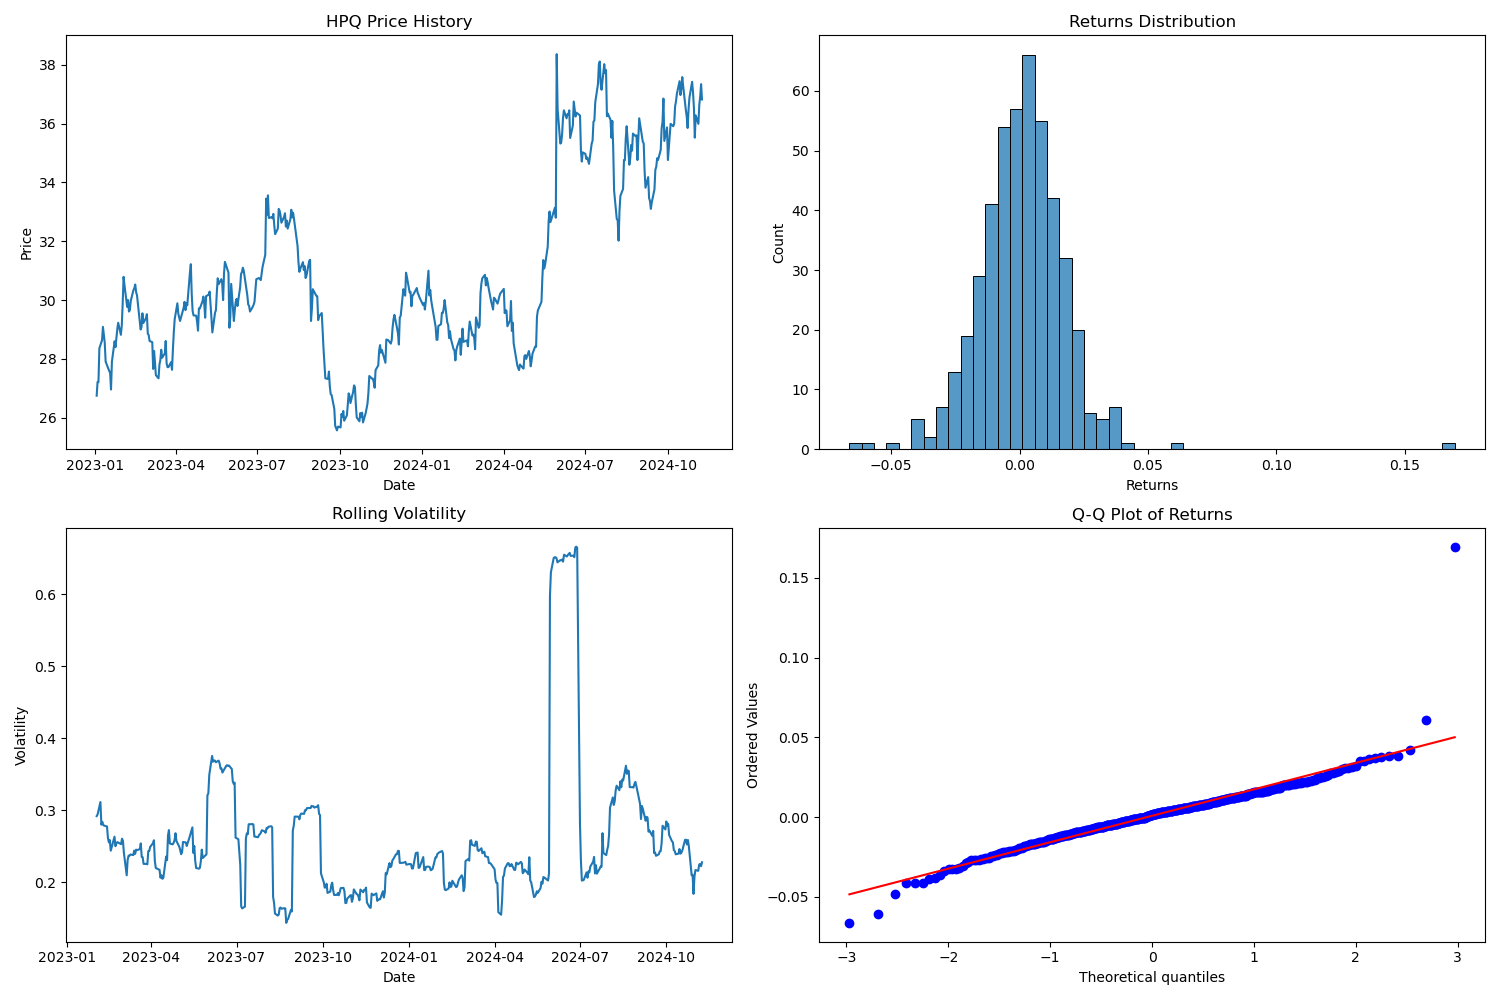 HPQ Price History
Price
38
36
34
32
30
28
26
2023-01 2023-04 2023-07 2023-10 2024-01 2024-04 2024-07 2024-10
Date
Returns Distribution
Count
60
50
40
30
20
10
0
−0.05 0.00 0.05 0.10 0.15
Returns
Rolling Volatility
Volatility
0.6
0.5
0.4
0.3
0.2
2023-01 2023-04 2023-07 2023-10 2024-01 2024-04 2024-07 2024-10
Date
Q-Q Plot of Returns
Ordered Values
0.15
0.10
0.05
0.00
−0.05
−3 −2 −1 0 1 2 3
Theoretical quantiles